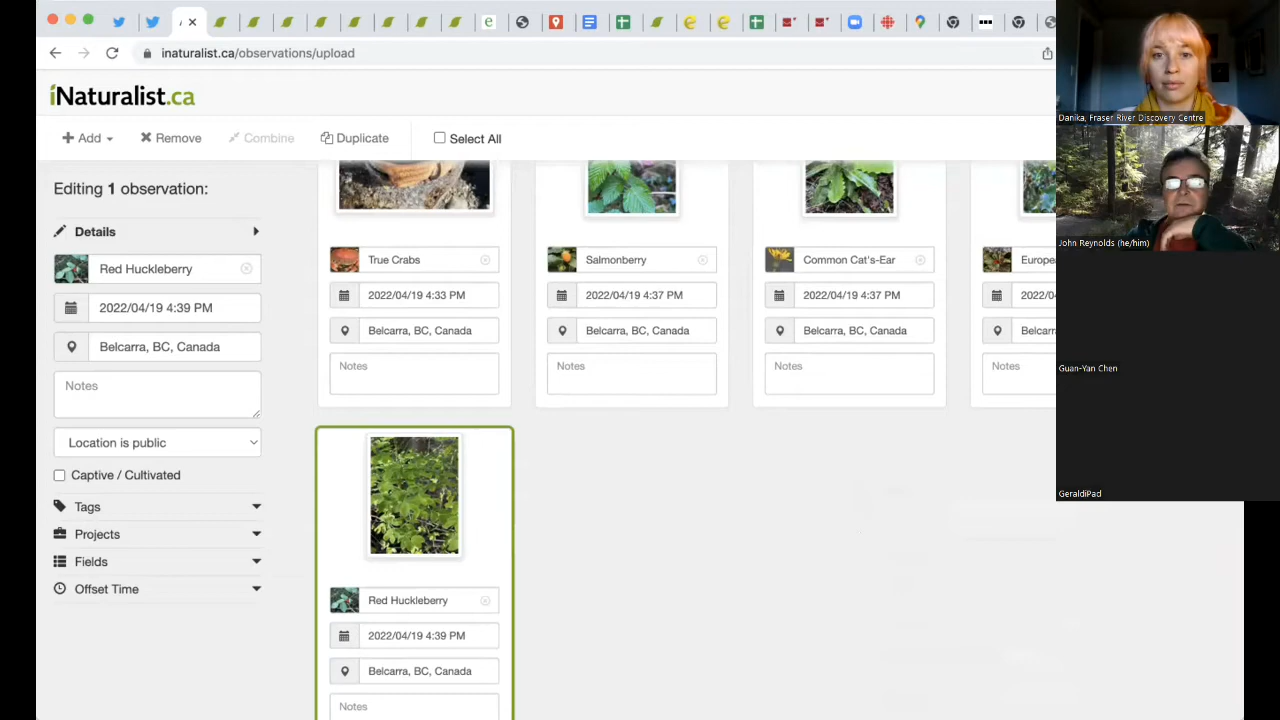 inaturalist.ca/observations/upload
iNaturalist.ca
Add Remove Combine Duplicate Select All
Editing 1 observation:
Details
Red Huckleberry
2022/04/19 4:39 PM
Belcarra, BC, Canada
Notes
Location is public
Captive / Cultivated
Tags
Projects
Fields
Offset Time
True Crabs
2022/04/19 4:33 PM
Belcarra, BC, Canada
Notes
Salmonberry
2022/04/19 4:37 PM
Belcarra, BC, Canada
Notes
Common Cat's-Ear
2022/04/19 4:37 PM
Belcarra, BC, Canada
Notes
Europe
2022/04
Belcarr
Notes
Red Huckleberry
2022/04/19 4:39 PM
Belcarra, BC, Canada
Notes
Danika, Fraser River Discovery Centre
John Reynolds (he/him)
Guan-Yan Chen
GeraldiPad